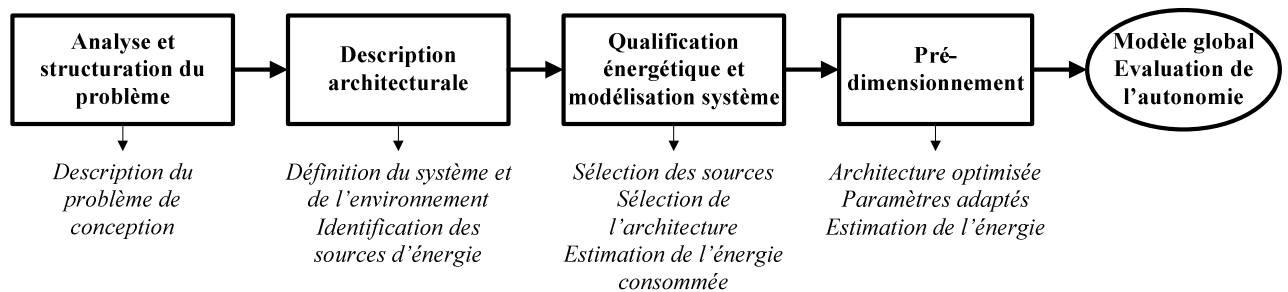 Analyse et
structuration du
problème
Description
architecturale
Qualification
énergétique et
modélisation système
Pré-
dimensionnement
Modèle global
Evaluation de
l’autonomie
Description du
problème de
conception
Définition du système et
de l’environnement
Identification des
sources d’énergie
Sélection des sources
Sélection de
l’architecture
Estimation de l’énergie
consommée
Architecture optimisée
Paramètres adaptés
Estimation de l’énergie